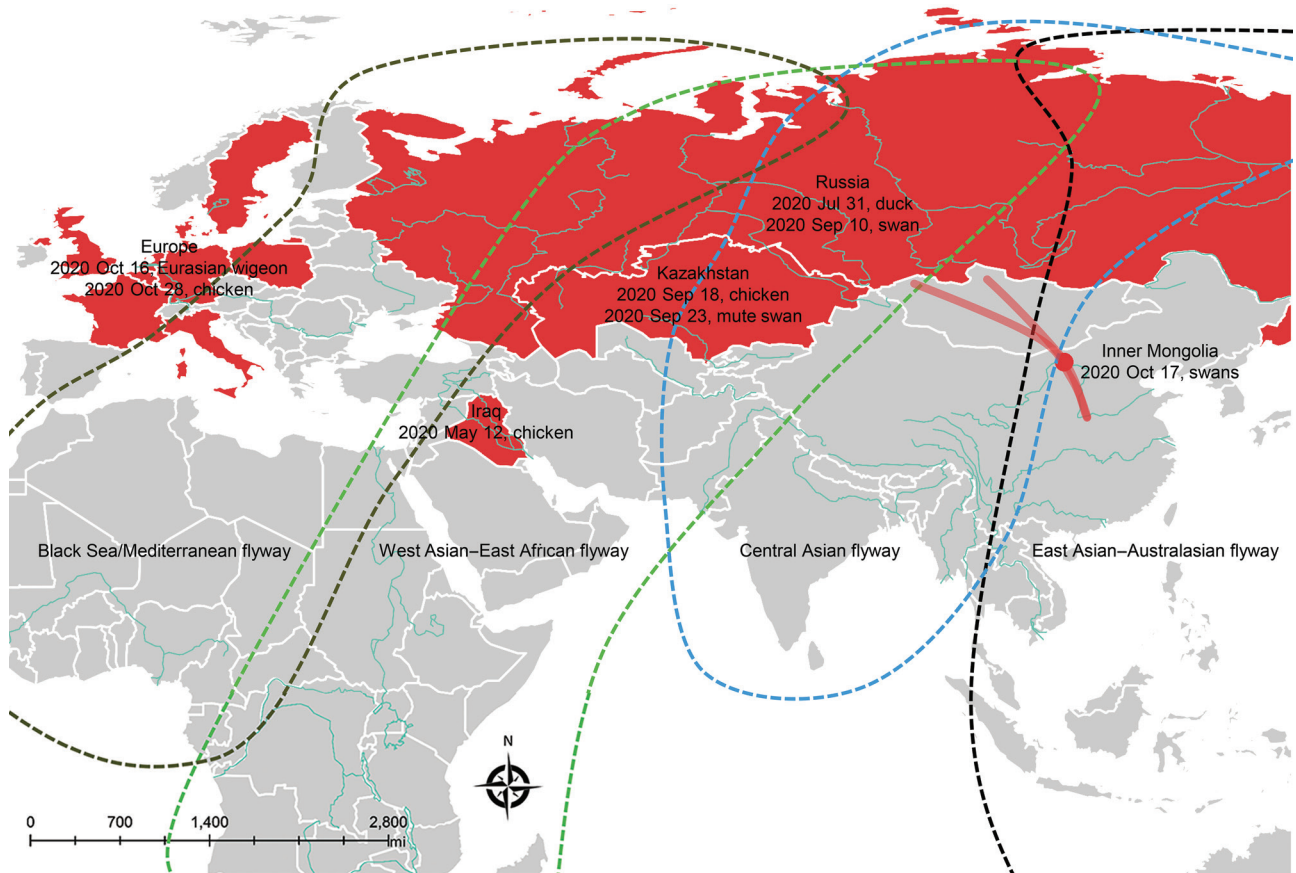 Russia
2020 Jul 31, duck
2020 Sep 10, swan
Europe
2020 Oct 16, Eurasian wigeon
2020 Oct 28, chicken
Kazakhstan
2020 Sep 18, chicken
2020 Sep 23, mute swan
Inner Mongolia
2020 Oct 17, swans
Iraq
2020 May 12, chicken
Black Sea/Mediterranean flyway
West Asian–East African flyway
Central Asian flyway
East Asian–Australasian flyway
N
0 700 1,400 2,800
mi